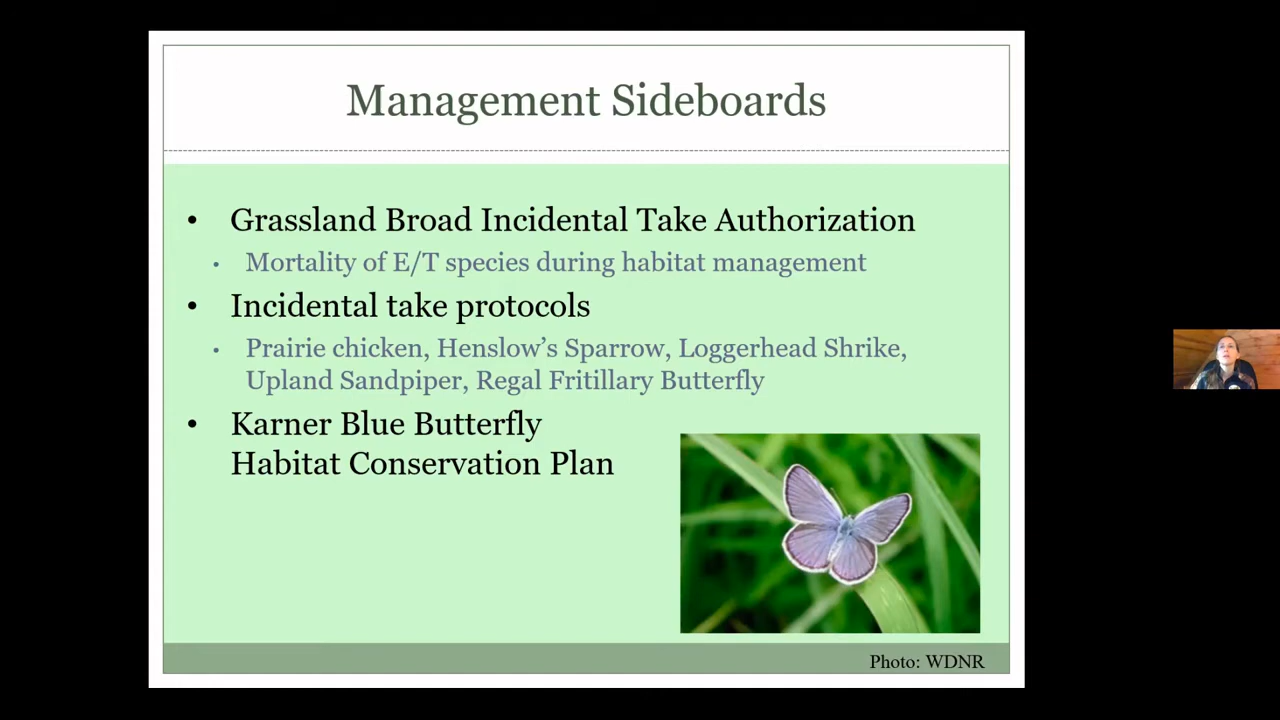 Management Sideboards
• Grassland Broad Incidental Take Authorization
• Mortality of E/T species during habitat management
• Incidental take protocols
• Prairie chicken, Henslow’s Sparrow, Loggerhead Shrike,
Upland Sandpiper, Regal Fritillary Butterfly
• Karner Blue Butterfly
Habitat Conservation Plan
Photo: WDNR